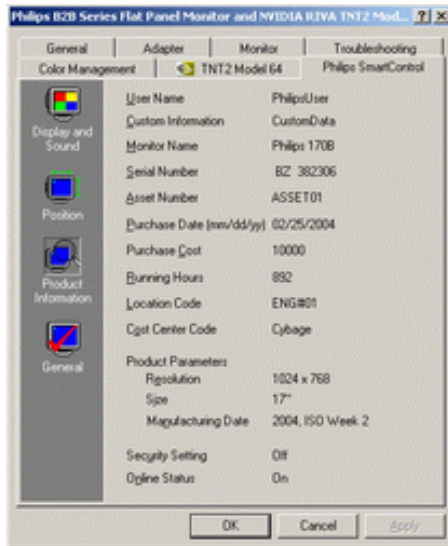 Philips B2B Series Flat Panel Monitor and NVIDIA RIVA TNT2 Mod...
General Adapter Monitor Troubleshooting
Color Management TNT2 Model 64 Philips SmartControl
Display and Sound
Position
Product Information
General
User Name PhilipsUser
Custom Information CustomData
Monitor Name Philips 170B
Serial Number BZ 382306
Asset Number ASSET01
Purchase Date (mm/dd/yy) 02/25/2004
Purchase Cost 10000
Running Hours 892
Location Code ENG#01
Cost Center Code Cybage
Product Parameters
Resolution 1024 x 768
Size 17"
Manufacturing Date 2004, ISO Week 2
Security Setting Off
Online Status On
OK Cancel Apply